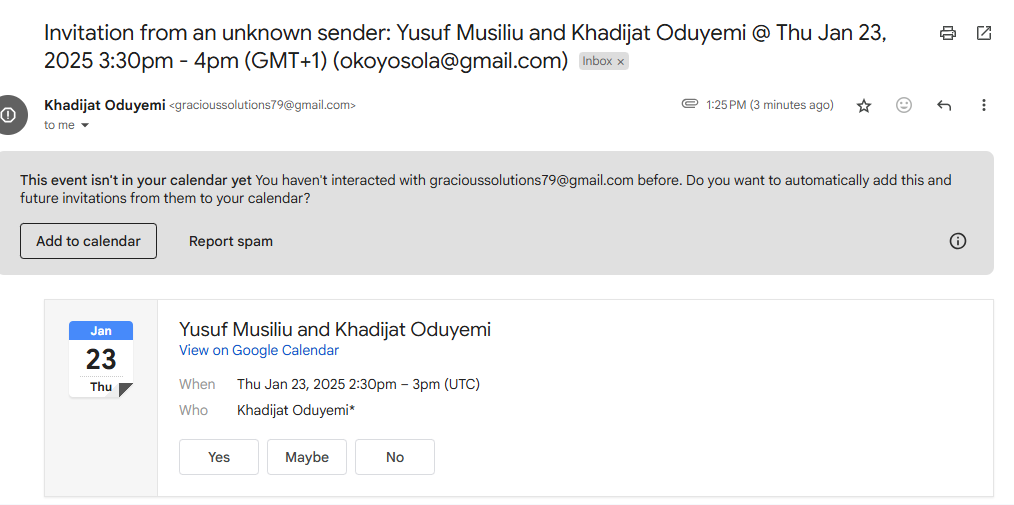 Invitation from an unknown sender: Yusuf Musiliu and Khadijat Oduyemi @ Thu Jan 23,
2025 3:30pm - 4pm (GMT+1) (okoyosola@gmail.com) Inbox ×
Khadijat Oduyemi <gracioussolutions79@gmail.com> 1:25 PM (3 minutes ago)
to me
This event isn't in your calendar yet You haven't interacted with gracioussolutions79@gmail.com before. Do you want to automatically add this and
future invitations from them to your calendar?
Add to calendar Report spam
Jan
23
Thu
Yusuf Musiliu and Khadijat Oduyemi
View on Google Calendar
When Thu Jan 23, 2025 2:30pm – 3pm (UTC)
Who Khadijat Oduyemi*
Yes Maybe No